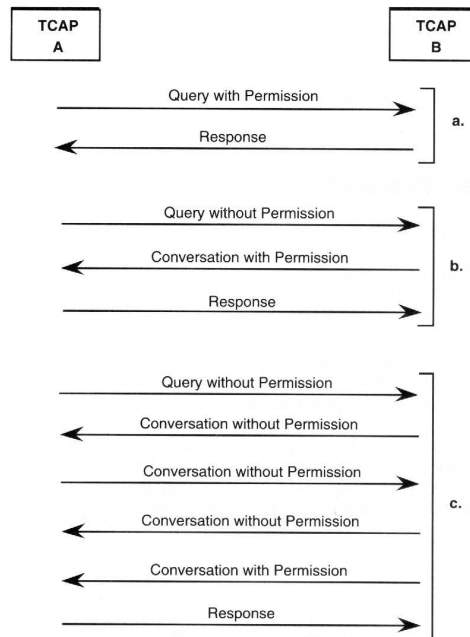 TCAP
A
TCAP
B
Query with Permission
a.
Response
Query without Permission
Conversation with Permission
b.
Response
Query without Permission
Conversation without Permission
Conversation without Permission
Conversation without Permission
c.
Conversation with Permission
Response